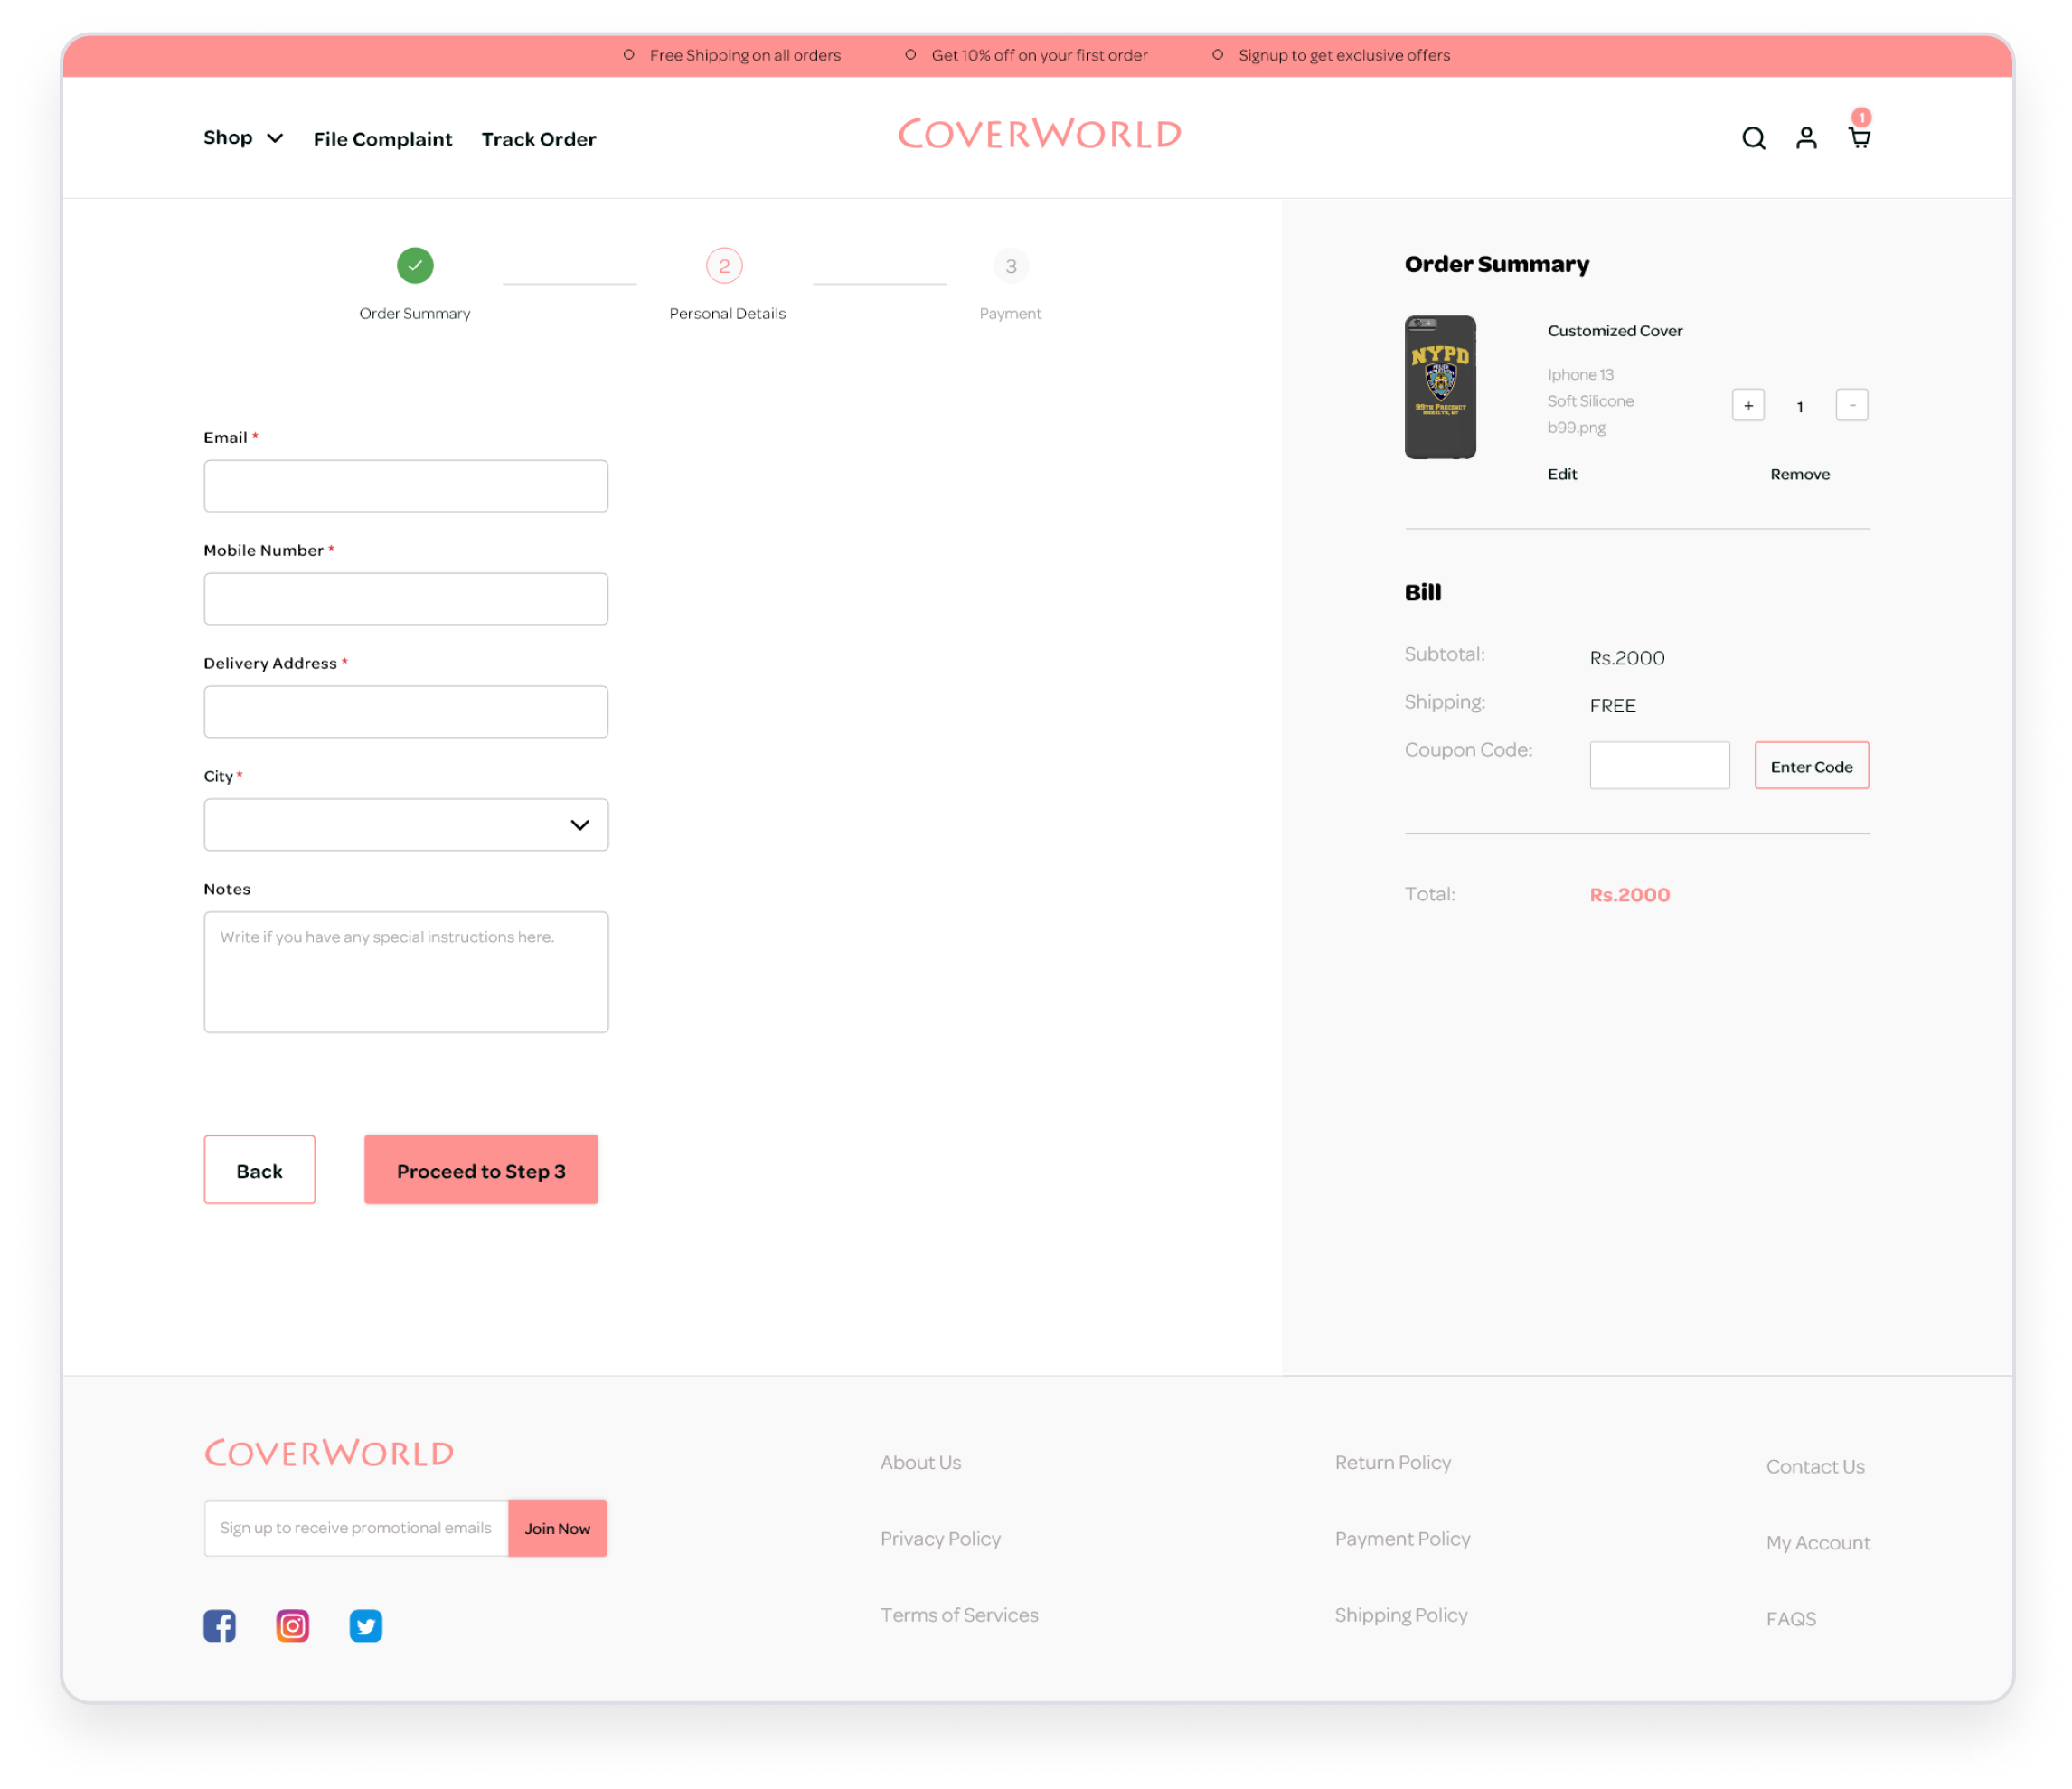 Free Shipping on all orders
Get 10% off on your first order
Signup to get exclusive offers
Shop
File Complaint
Track Order
COVERWORLD
1
2
3
Order Summary
Personal Details
Payment
Email *
Mobile Number *
Delivery Address *
City *
Notes
Write if you have any special instructions here.
Back
Proceed to Step 3
Order Summary
NYPD
99TH PRECINCT
BROOKLYN, NY
Customized Cover
Iphone 13
Soft Silicone
b99.png
+ 1 -
Edit
Remove
Bill
Subtotal: Rs.2000
Shipping: FREE
Coupon Code:
Enter Code
Total: Rs.2000
COVERWORLD
Sign up to receive promotional emails
Join Now
About Us
Privacy Policy
Terms of Services
Return Policy
Payment Policy
Shipping Policy
Contact Us
My Account
FAQS